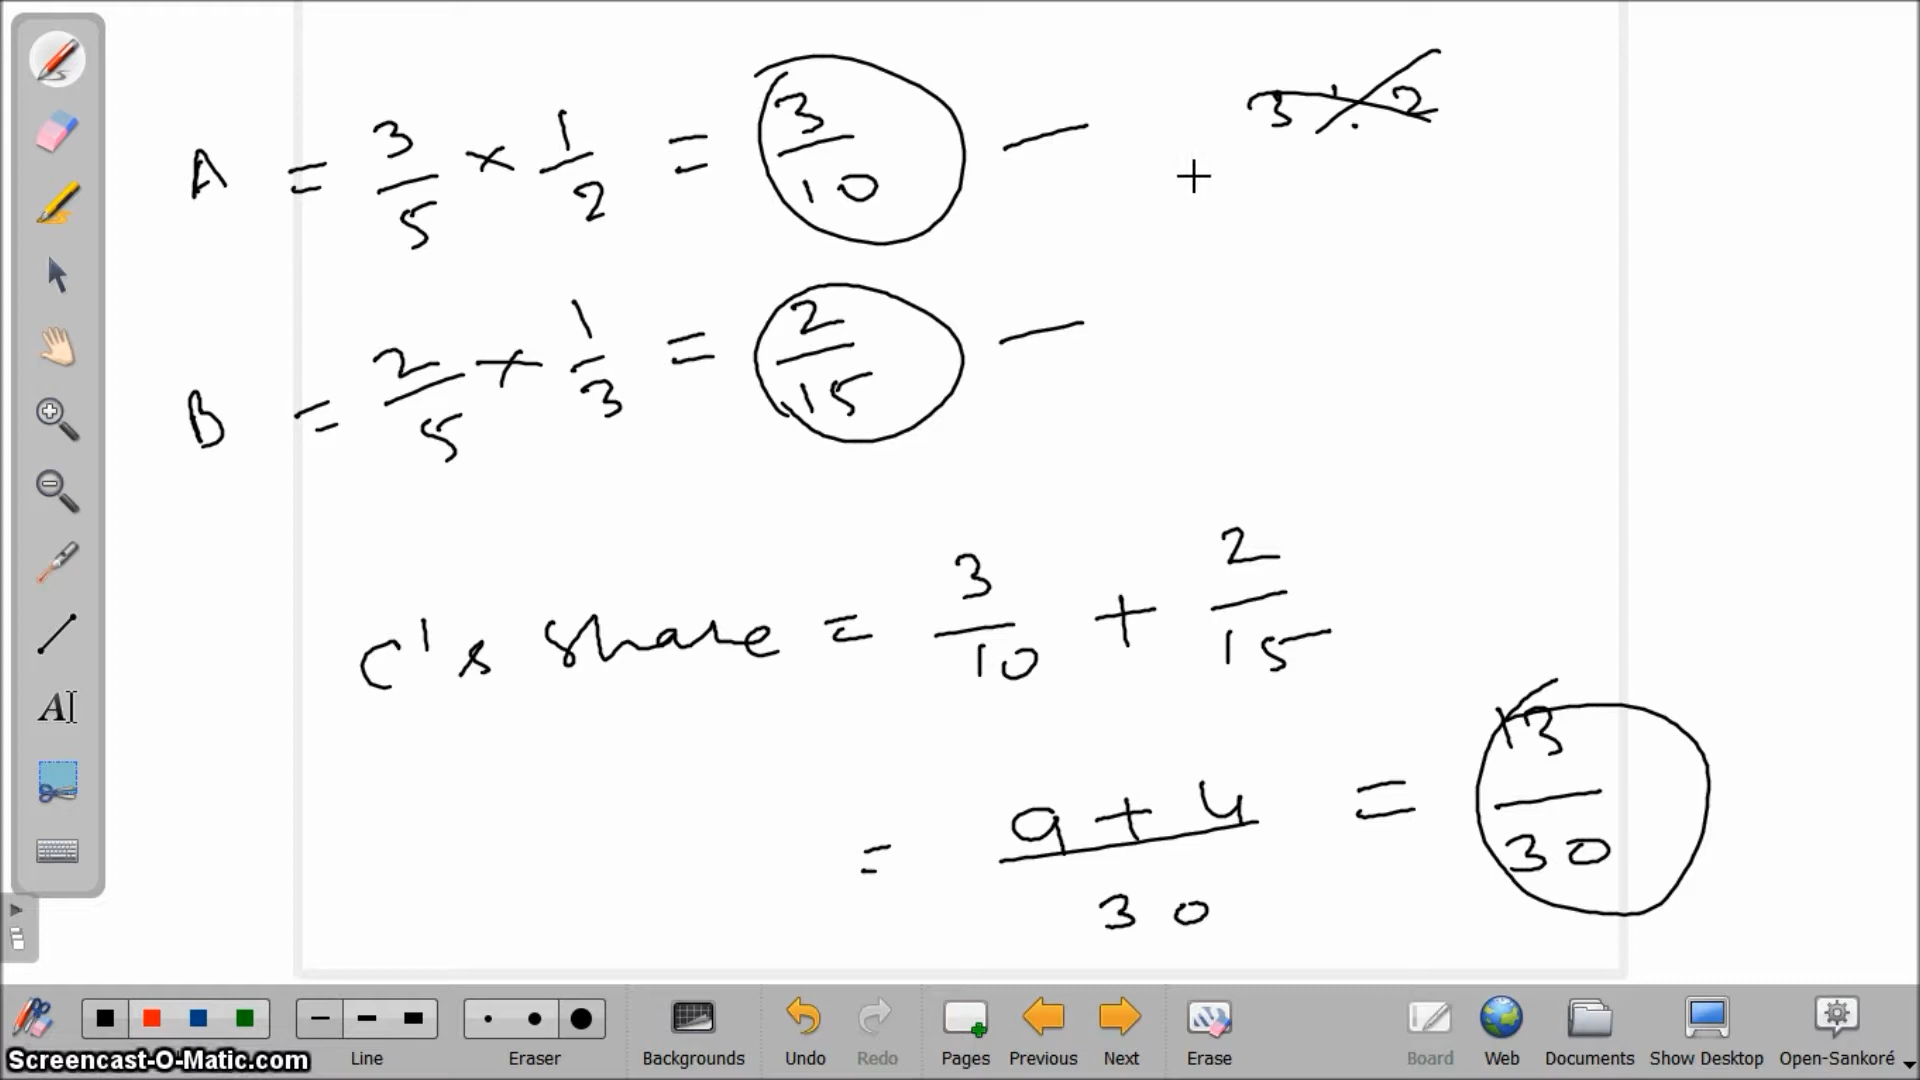 A = 3/5 × 1/2 = 3/10 — 3 : 2
B = 2/5 × 1/3 = 2/15 —
C's share = 3/10 + 2/15
= 9 + 4 / 30 = 13/30
A
Line
Eraser
Backgrounds
Undo
Redo
Pages
Previous
Next
Erase
Board
Web
Documents
Show Desktop
Open-Sankoré
Screencast-O-Matic.com